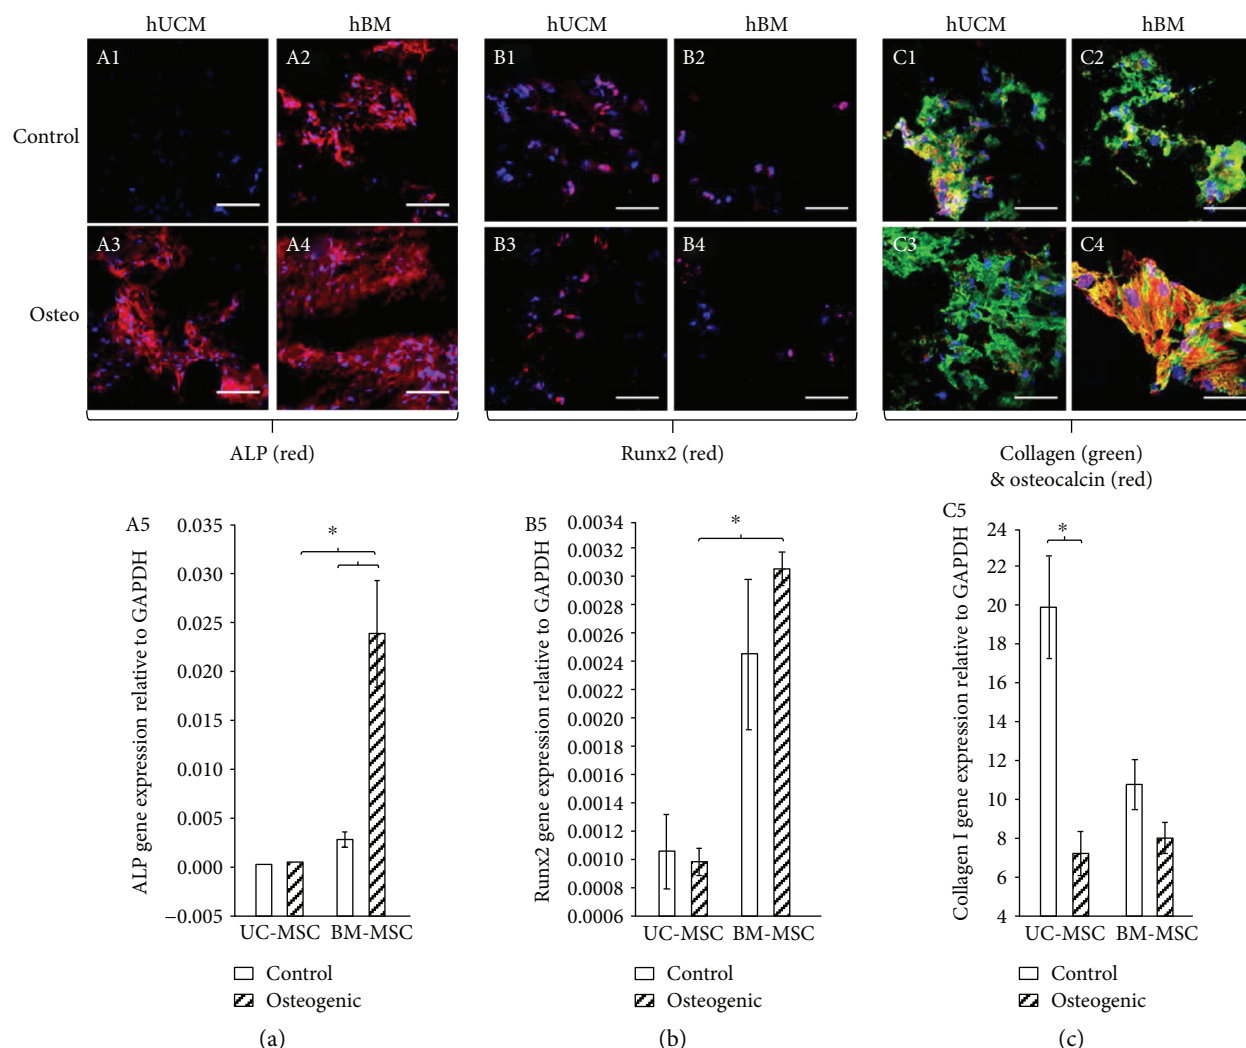 hUCM hBM hUCM hBM hUCM hBM
Control
A1 A2 B1 B2 C1 C2
Osteo
A3 A4 B3 B4 C3 C4
ALP (red)
Runx2 (red)
Collagen (green)
& osteocalcin (red)
A5
ALP gene expression relative to GAPDH
0.035
0.030
0.025
0.020
0.015
0.010
0.005
0.000
−0.005
*
UC-MSC BM-MSC
Control
Osteogenic
(a)
B5
Runx2 gene expression relative to GAPDH
0.0034
0.0032
0.0030
0.0028
0.0026
0.0024
0.0022
0.0020
0.0018
0.0016
0.0014
0.0012
0.0010
0.0008
0.0006
*
UC-MSC BM-MSC
Control
Osteogenic
(b)
C5
Collagen I gene expression relative to GAPDH
24
22
20
18
16
14
12
10
8
6
4
*
UC-MSC BM-MSC
Control
Osteogenic
(c)